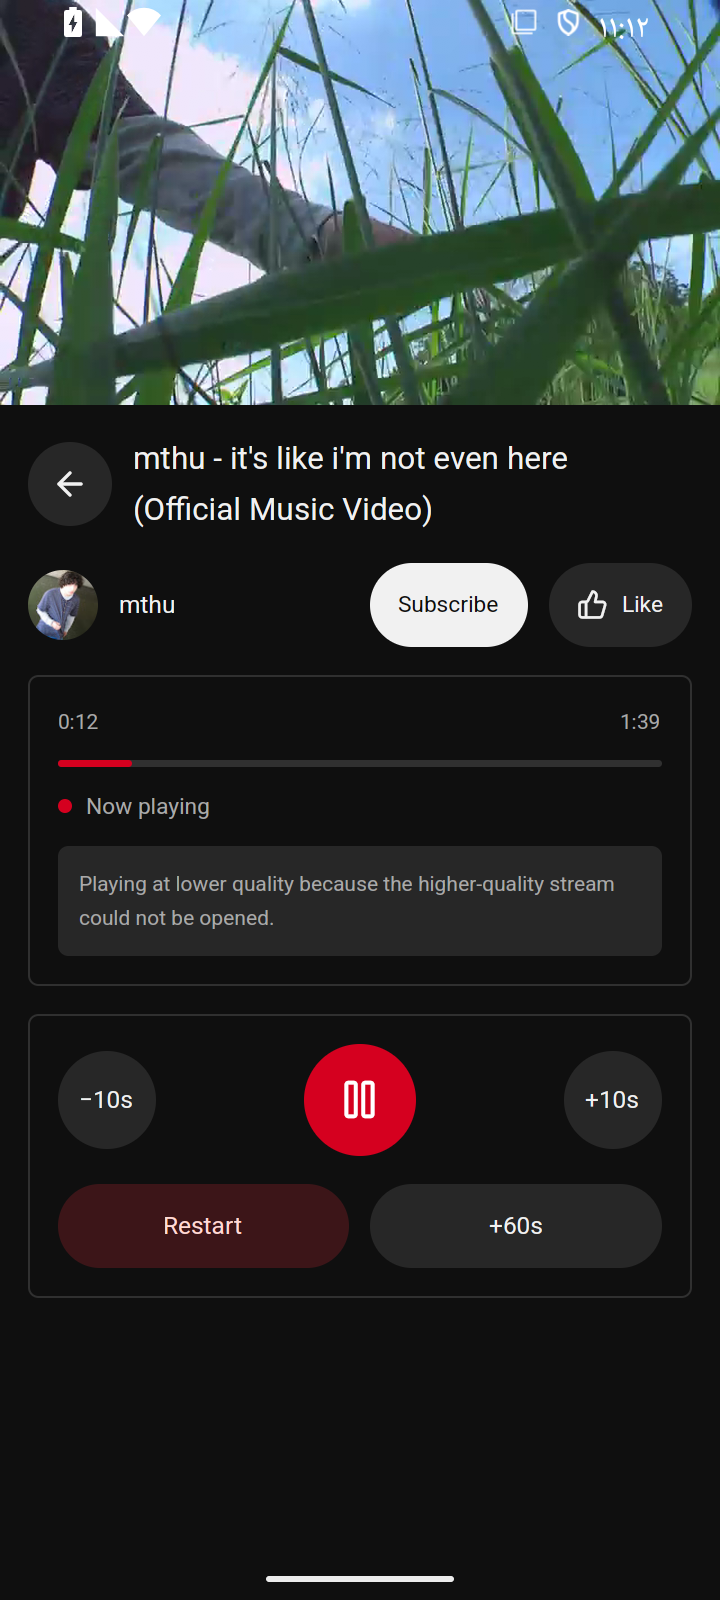 ١١:١٢
mthu - it's like i'm not even here
(Official Music Video)
mthu
Subscribe
Like
0:12
1:39
Now playing
Playing at lower quality because the higher-quality stream
could not be opened.
−10s
+10s
Restart
+60s